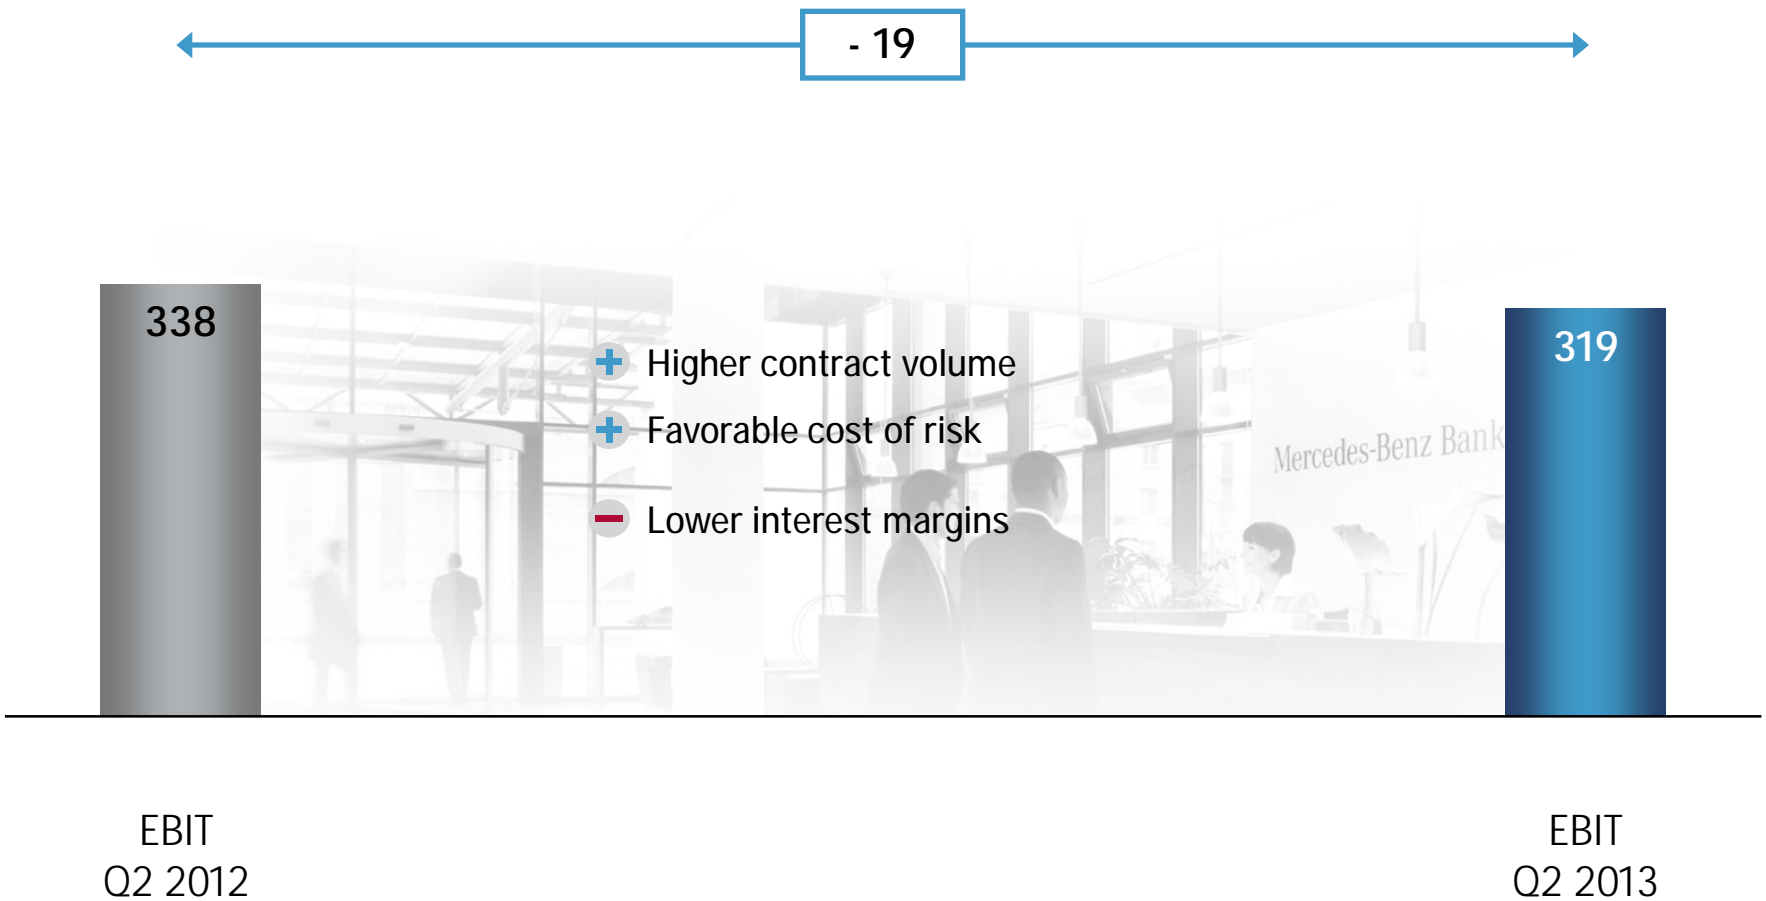 - 19
338
319
Higher contract volume
Favorable cost of risk
Lower interest margins
Mercedes-Benz Bank
EBIT
Q2 2012
EBIT
Q2 2013